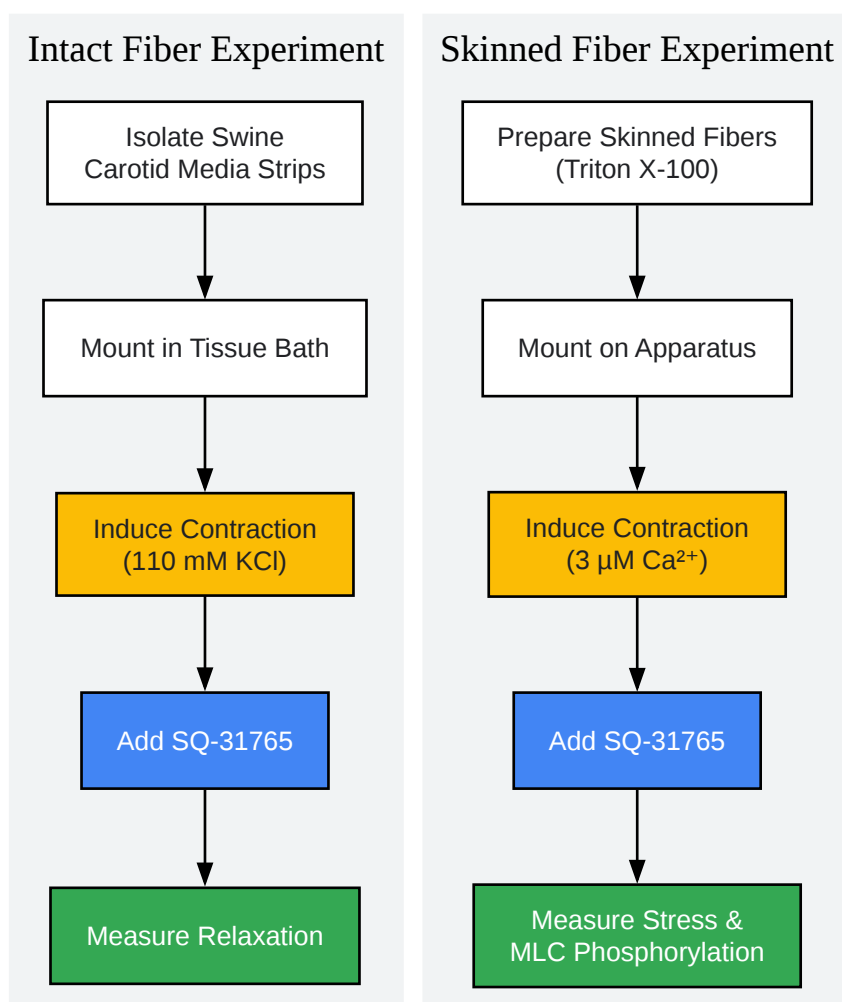 Intact Fiber Experiment
Isolate Swine
Carotid Media Strips
Mount in Tissue Bath
Induce Contraction
(110 mM KCl)
Add SQ-31765
Measure Relaxation
Skinned Fiber Experiment
Prepare Skinned Fibers
(Triton X-100)
Mount on Apparatus
Induce Contraction
(3 µM Ca²⁺)
Add SQ-31765
Measure Stress &
MLC Phosphorylation